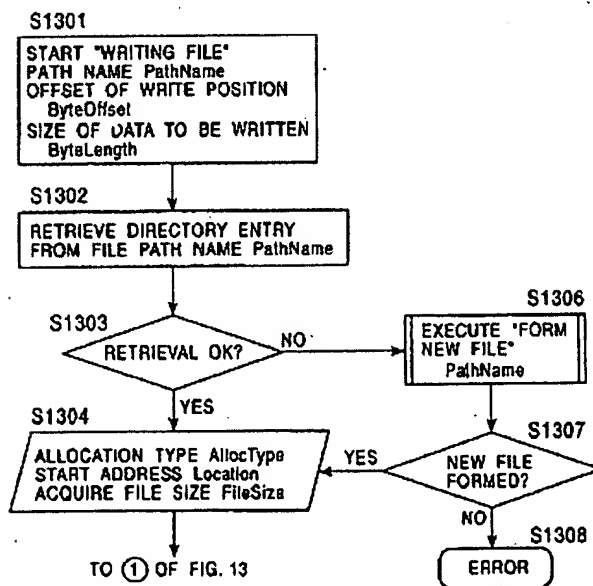 S1301
START "WRITING FILE"
PATH NAME PathName
OFFSET OF WRITE POSITION
ByteOffset
SIZE OF DATA TO BE WRITTEN
ByteLength
S1302
RETRIEVE DIRECTORY ENTRY
FROM FILE PATH NAME PathName
S1303
RETRIEVAL OK?
NO
YES
S1306
EXECUTE "FORM
NEW FILE"
PathName
S1304
ALLOCATION TYPE AllocType
START ADDRESS Location
ACQUIRE FILE SIZE FileSize
S1307
NEW FILE
FORMED?
YES
NO
S1308
ERROR
TO ① OF FIG. 13